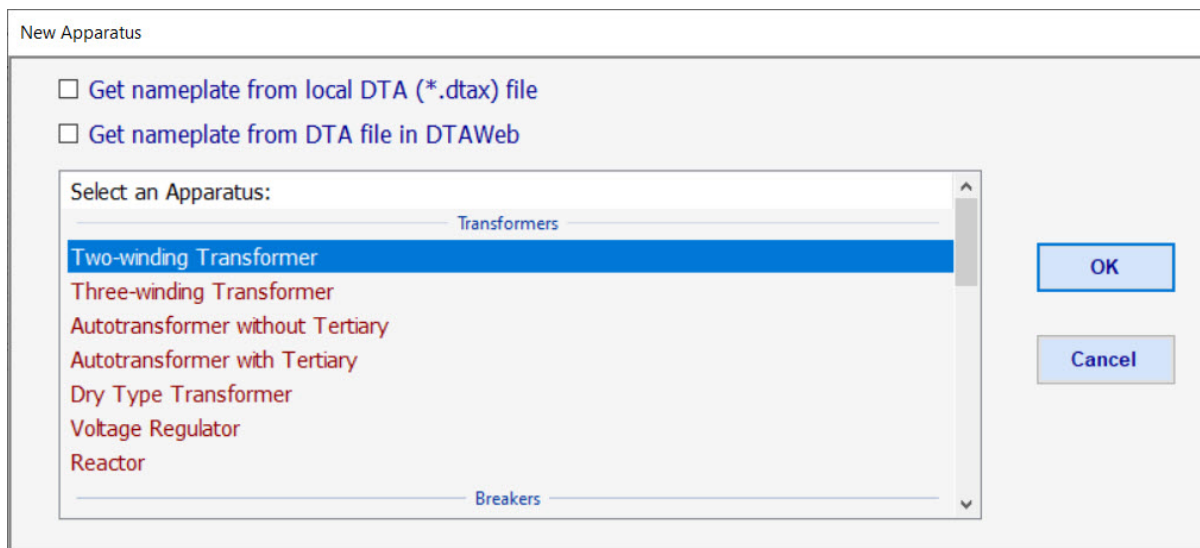 New Apparatus
Get nameplate from local DTA (*.dtax) file
Get nameplate from DTA file in DTAWeb
Select an Apparatus:
Transformers
Two-winding Transformer
Three-winding Transformer
Autotransformer without Tertiary
Autotransformer with Tertiary
Dry Type Transformer
Voltage Regulator
Reactor
Breakers
OK
Cancel